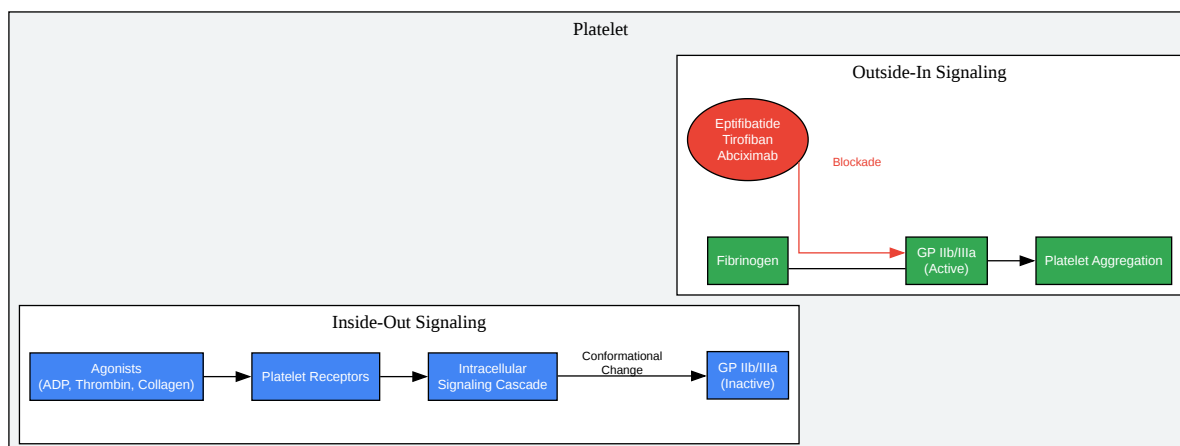 Platelet
Outside-In Signaling
Eptifibatide
Tirofiban
Abciximab
Blockade
Fibrinogen
GP IIb/IIIa
(Active)
Platelet Aggregation
Inside-Out Signaling
Agonists
(ADP, Thrombin, Collagen)
Platelet Receptors
Intracellular
Signaling Cascade
Conformational
Change
GP IIb/IIIa
(Inactive)